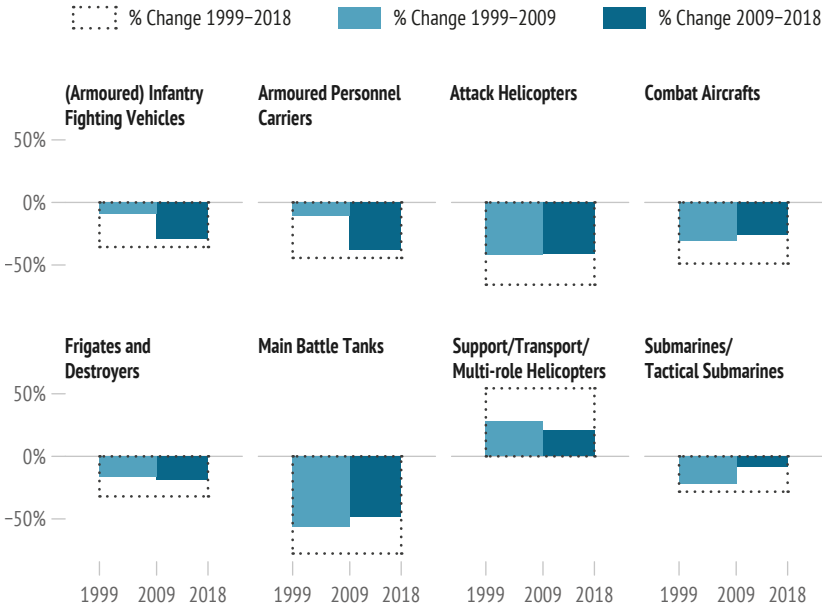 % Change 1999–2018 % Change 1999–2009 % Change 2009–2018
(Armoured) Infantry
Fighting Vehicles
Armoured Personnel
Carriers
Attack Helicopters
Combat Aircrafts
50%
0%
−50%
Frigates and
Destroyers
Main Battle Tanks
Support/Transport/
Multi-role Helicopters
Submarines/
Tactical Submarines
50%
0%
−50%
1999 2009 2018 1999 2009 2018 1999 2009 2018 1999 2009 2018